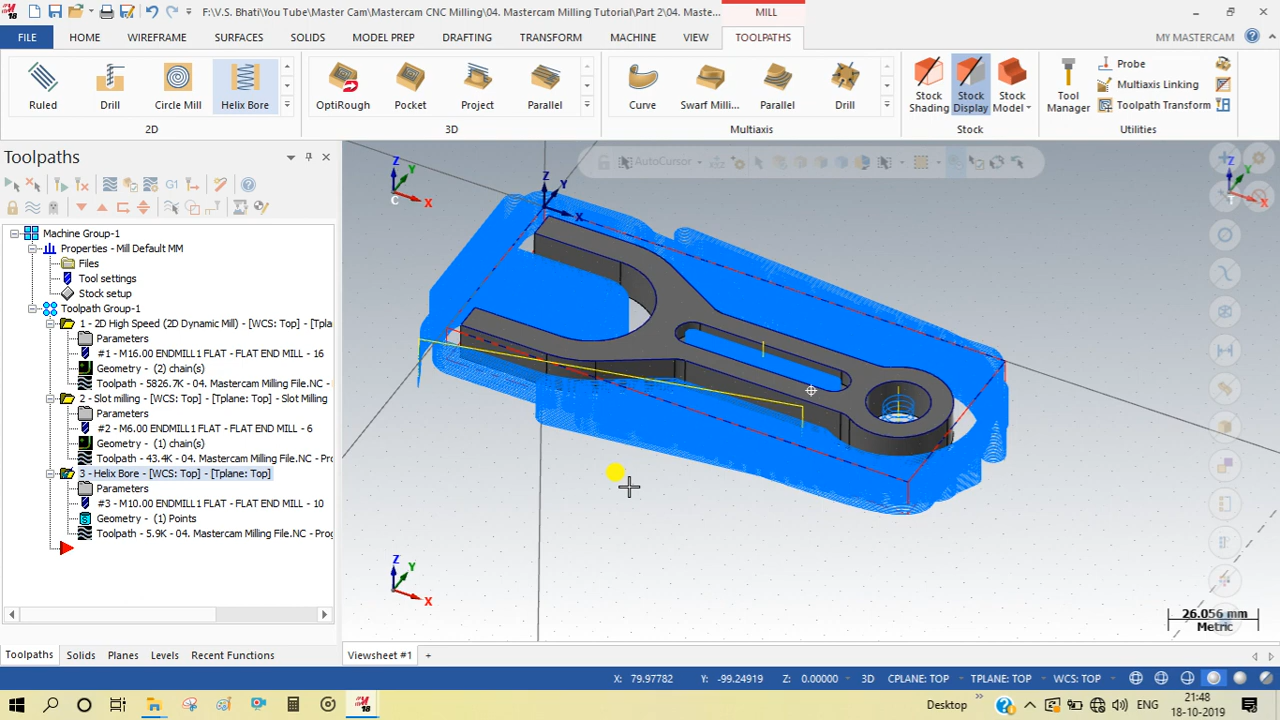 F:\V.S. Bhati\You Tube\Master Cam\Mastercam CNC Milling\04. Mastercam Milling Tutorial\Part 2\04. Maste...
MILL
FILE HOME WIREFRAME SURFACES SOLIDS MODEL PREP DRAFTING TRANSFORM MACHINE VIEW TOOLPATHS MY MASTERCAM
Ruled Drill Circle Mill Helix Bore
OptiRough Pocket Project Parallel
Curve Swarf Milli... Parallel Drill
Stock Shading
Stock Display
Stock Model
Tool Manager
Probe
Multiaxis Linking
Toolpath Transform
2D 3D Multiaxis Stock Utilities
Toolpaths
G1
Machine Group-1
Properties - Mill Default MM
Files
Tool settings
Stock setup
Toolpath Group-1
1 - 2D High Speed (2D Dynamic Mill) - [WCS: Top] - [Tpla
Parameters
#1 - M16.00 ENDMILL1 FLAT - FLAT END MILL - 16
Geometry - (2) chain(s)
Toolpath - 5826.7K - 04. Mastercam Milling File.NC -
2 - Slot milling - [WCS: Top] - [Tplane: Top] - Slot Milling
Parameters
#2 - M6.00 ENDMILL1 FLAT - FLAT END MILL - 6
Geometry - (1) chain(s)
Toolpath - 43.4K - 04. Mastercam Milling File.NC - Pro
3 - Helix Bore - [WCS: Top] - [Tplane: Top]
Parameters
#3 - M10.00 ENDMILL1 FLAT - FLAT END MILL - 10
Geometry - (1) Points
Toolpath - 5.9K - 04. Mastercam Milling File.NC - Prog
AutoCursor
Z Y X C
Z Y X
Z Y X T
Z Y X
26.056 mm
Metric
Toolpaths Solids Planes Levels Recent Functions
Viewsheet #1 +
X: 79.97782 Y: -99.24919 Z: 0.00000 3D CPLANE: TOP TPLANE: TOP WCS: TOP
18
Desktop » ENG 21:48
18-10-2019